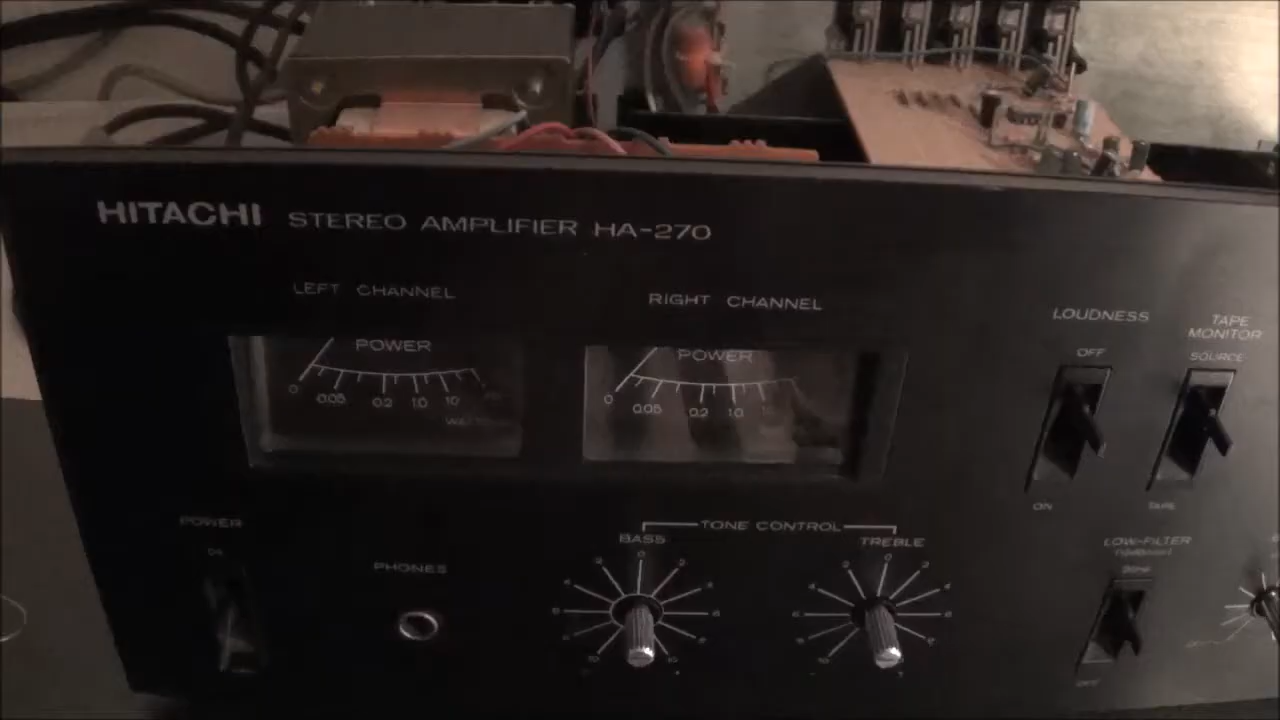 HITACHI STEREO AMPLIFIER HA-270
LEFT CHANNEL
RIGHT CHANNEL
POWER
0 0.05 0.2 1.0 10
POWER
0 0.05 0.2 1.0
LOUDNESS
OFF
ON
TAPE
MONITOR
SOURCE
TAPE
POWER
PHONES
TONE CONTROL
BASS
TREBLE
LOW-FILTER
OFF